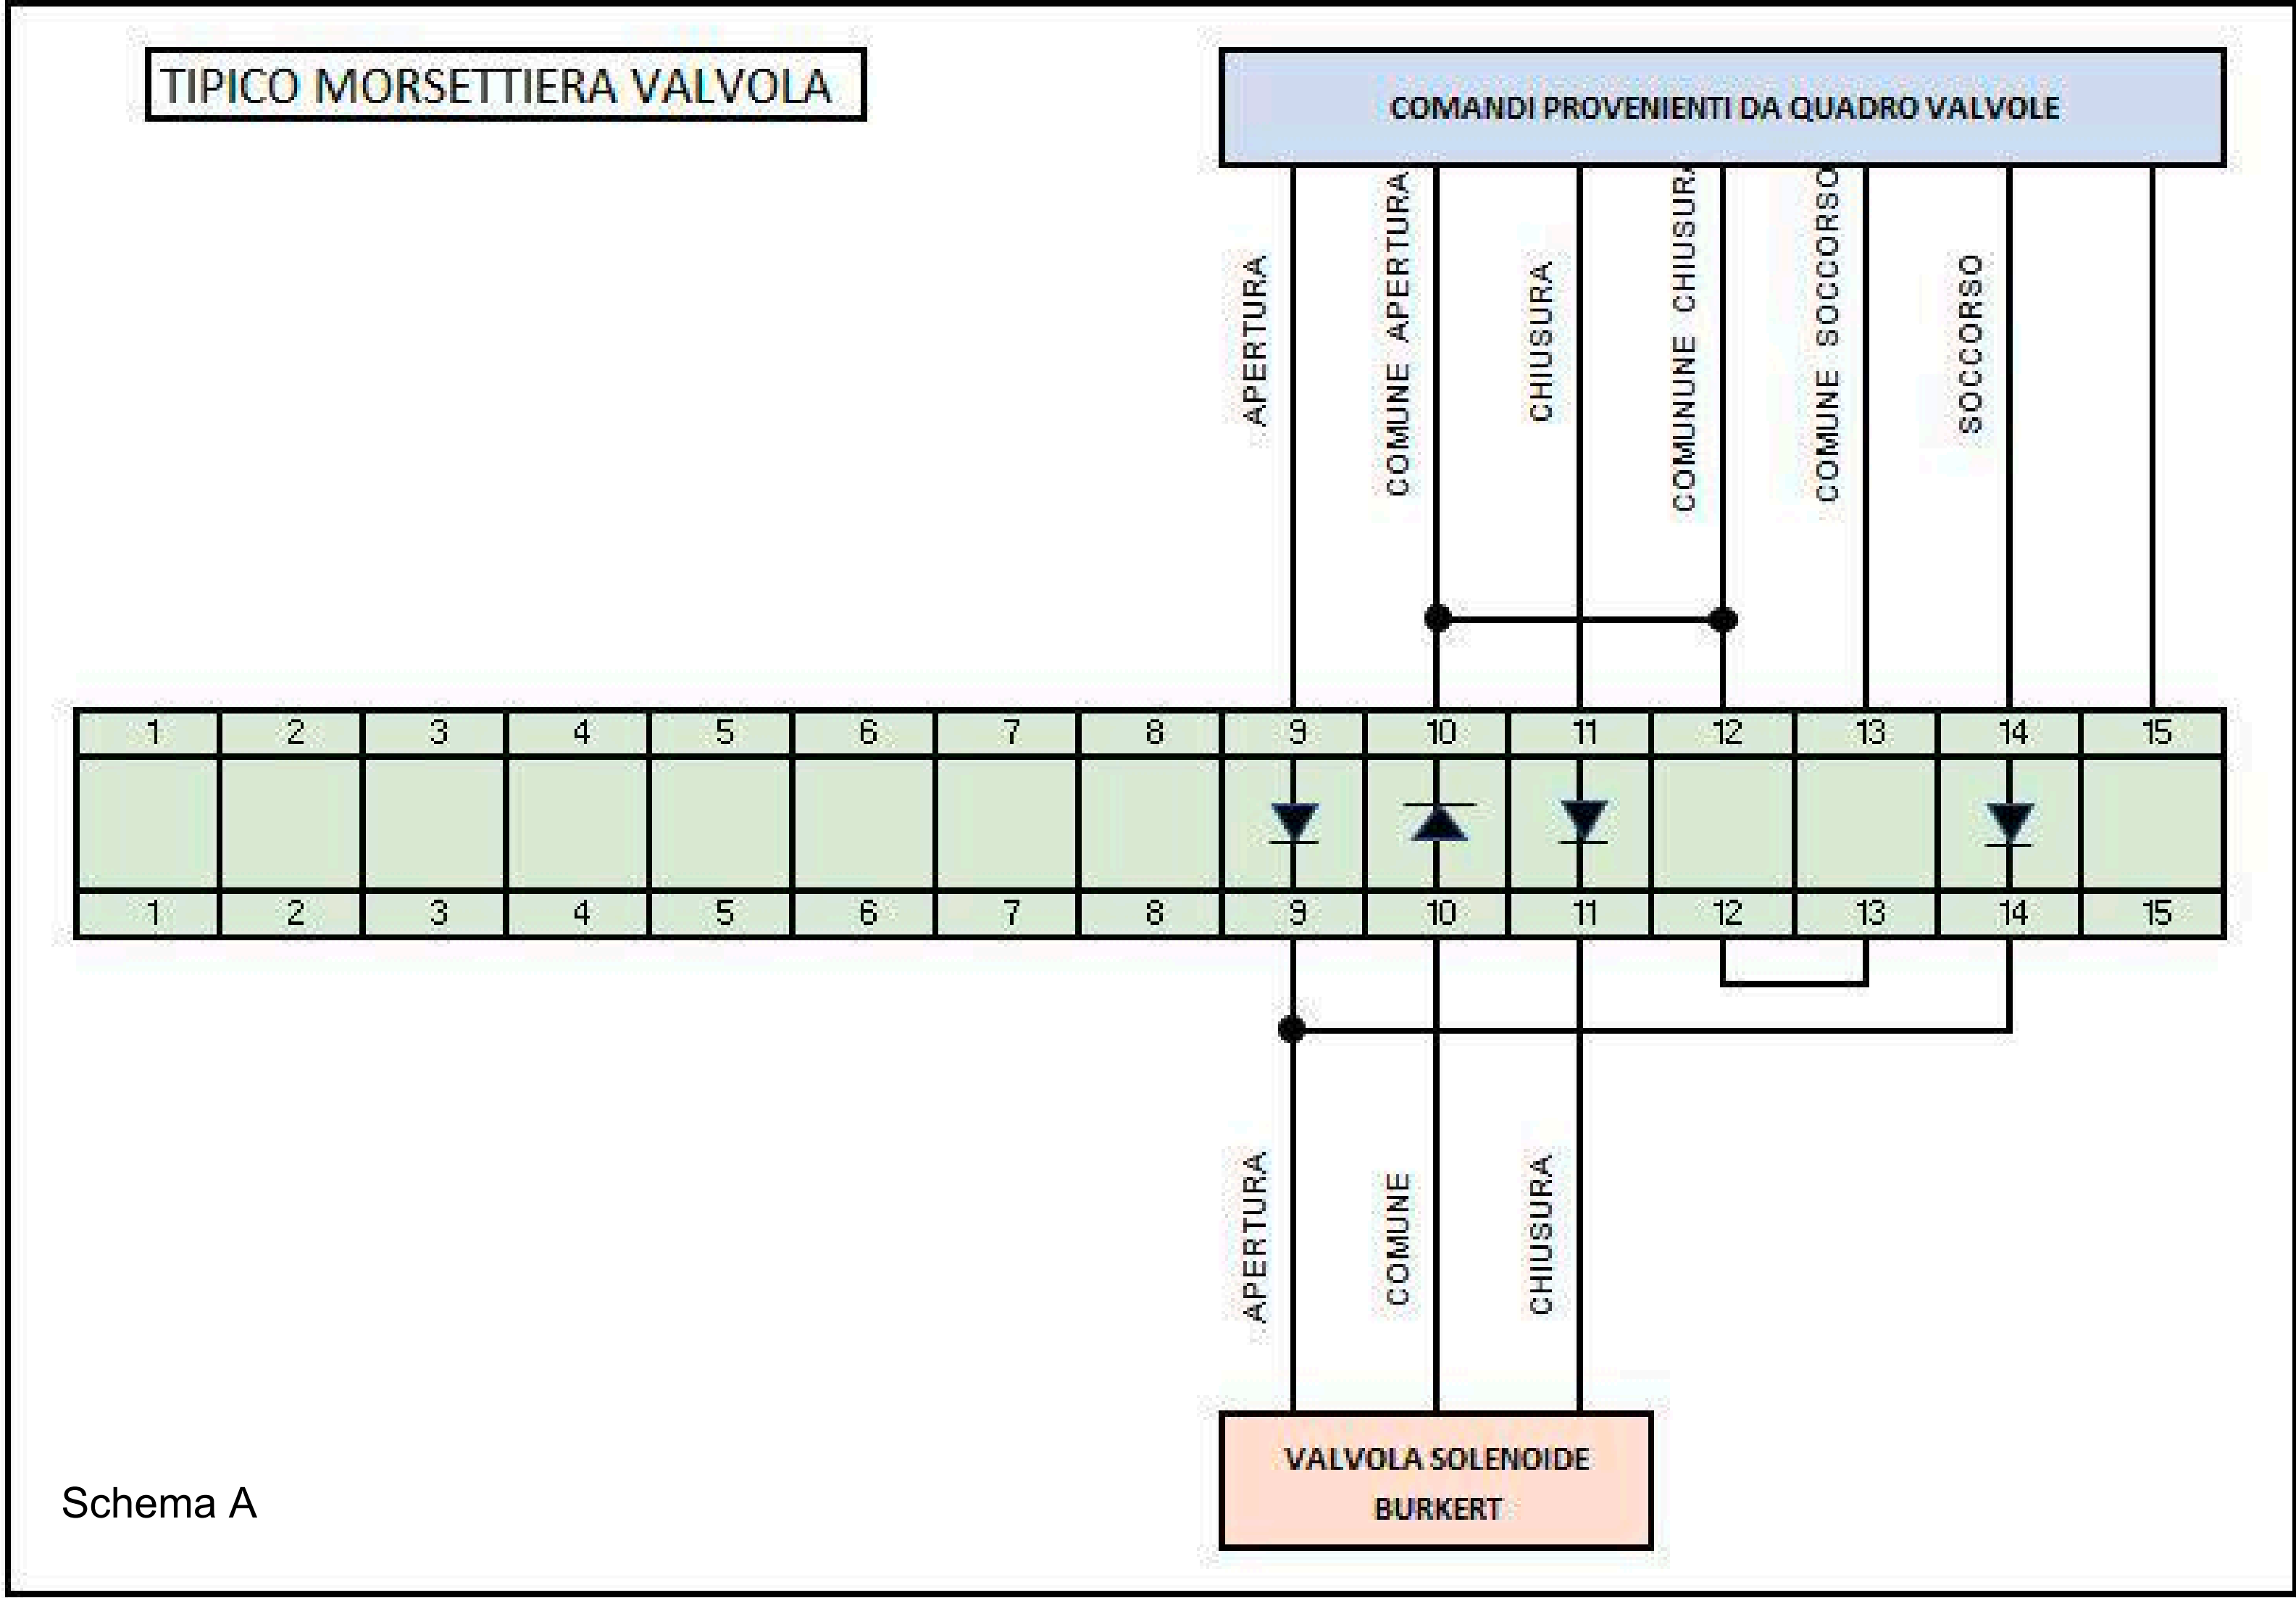 TIPICO MORSETTIERA VALVOLA
COMANDI PROVENIENTI DA QUADRO VALVOLE
APERTURA
COMUNE APERTURA
CHIUSURA
COMUNUNE CHIUSURA
COMUNE SOCCORSO
SOCCORSO
1 2 3 4 5 6 7 8 9 10 11 12 13 14 15
1 2 3 4 5 6 7 8 9 10 11 12 13 14 15
APERTURA
COMUNE
CHIUSURA
VALVOLA SOLENOIDE
BURKERT
Schema A